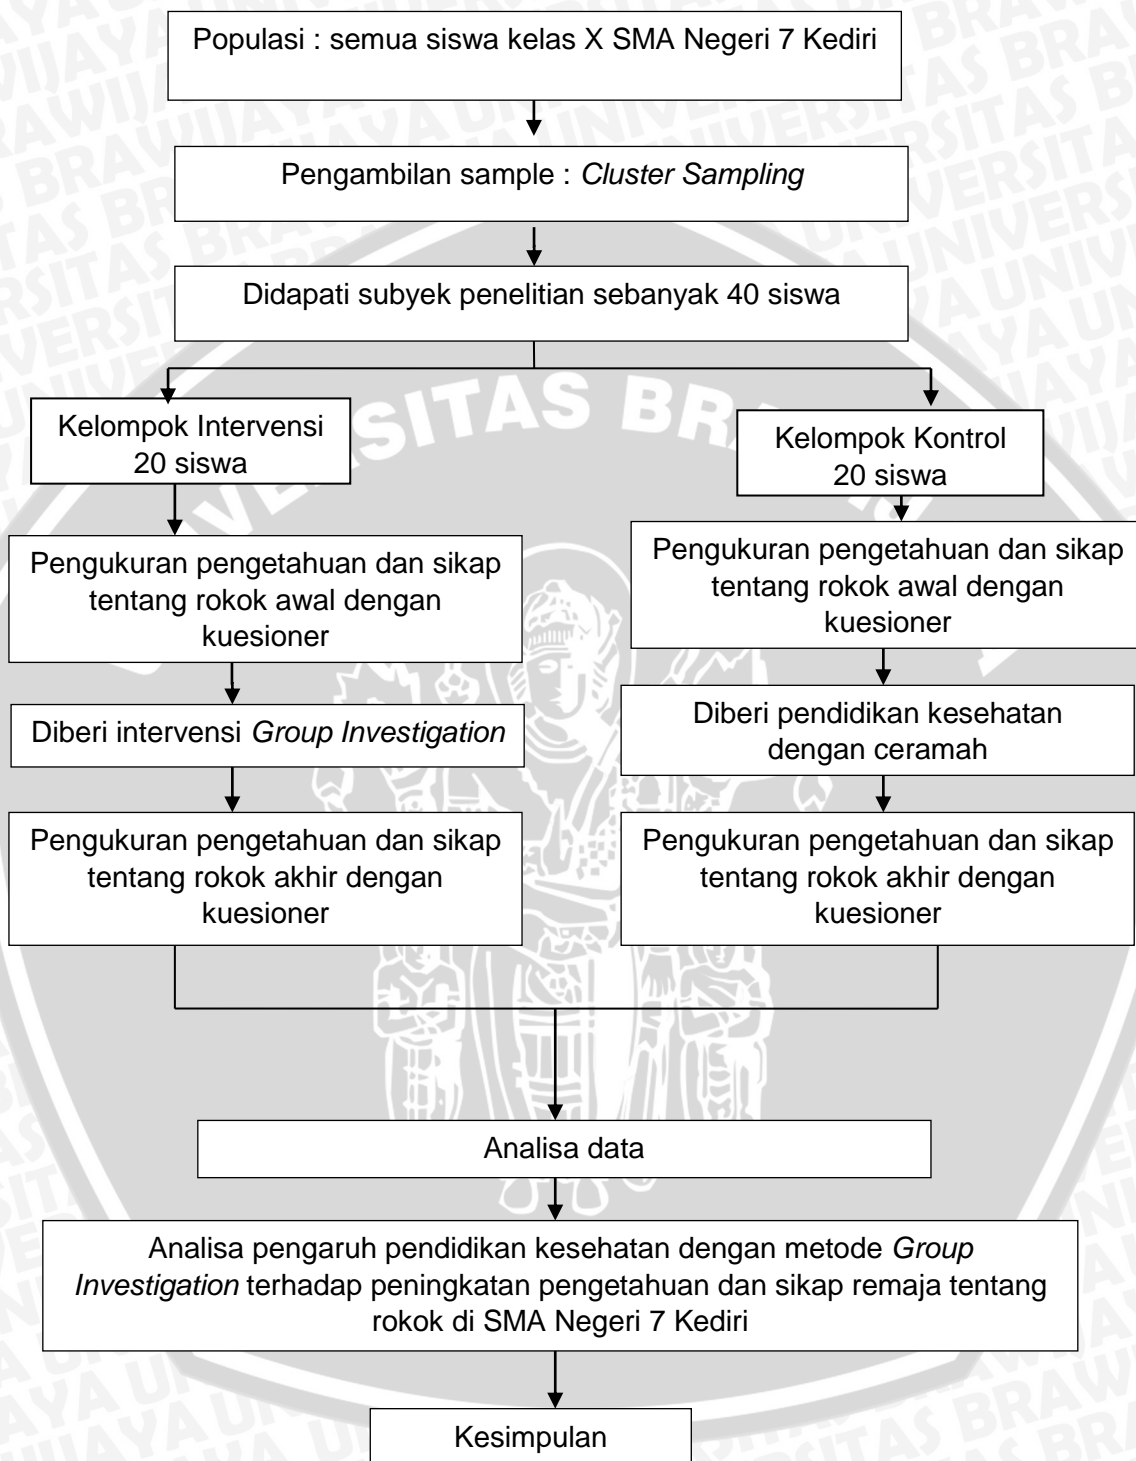 Populasi : semua siswa kelas X SMA Negeri 7 Kediri
Pengambilan sample : Cluster Sampling
Didapati subyek penelitian sebanyak 40 siswa
Kelompok Intervensi
20 siswa
Kelompok Kontrol
20 siswa
Pengukuran pengetahuan dan sikap
tentang rokok awal dengan
kuesioner
Pengukuran pengetahuan dan sikap
tentang rokok awal dengan
kuesioner
Diberi intervensi Group Investigation
Diberi pendidikan kesehatan
dengan ceramah
Pengukuran pengetahuan dan sikap
tentang rokok akhir dengan
kuesioner
Pengukuran pengetahuan dan sikap
tentang rokok akhir dengan
kuesioner
Analisa data
Analisa pengaruh pendidikan kesehatan dengan metode Group
Investigation terhadap peningkatan pengetahuan dan sikap remaja tentang
rokok di SMA Negeri 7 Kediri
Kesimpulan